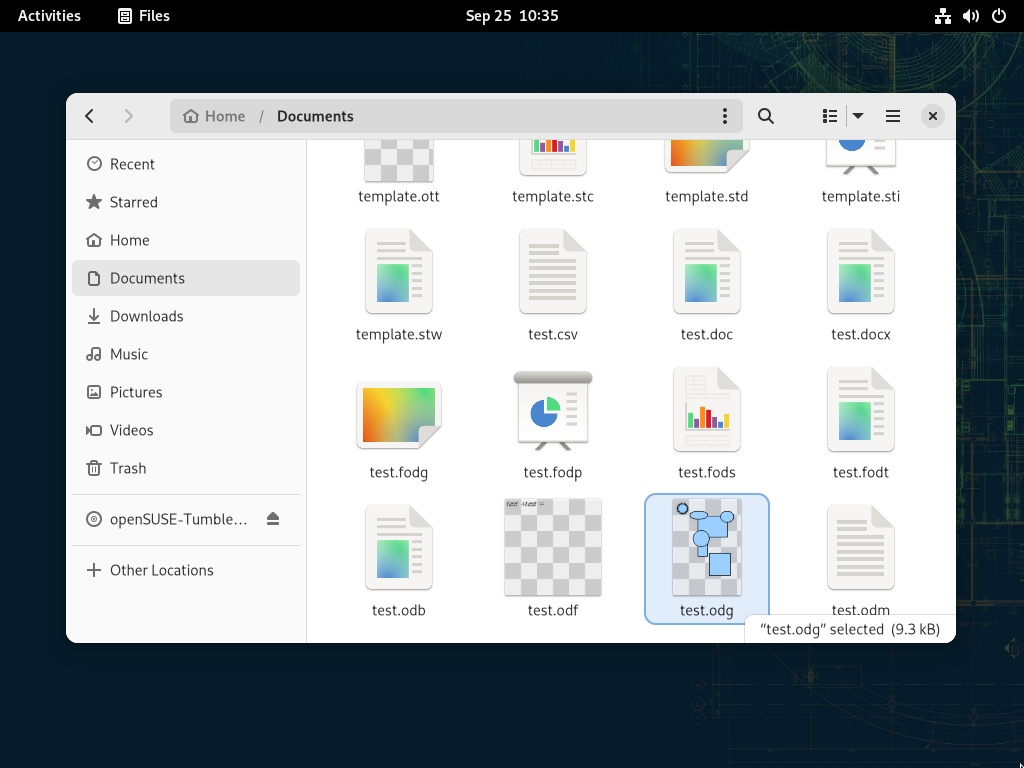 Activities
Files
Sep 25 10:35
Home / Documents
Recent
Starred
Home
Documents
Downloads
Music
Pictures
Videos
Trash
openSUSE-Tumble...
Other Locations
template.ott
template.stc
template.std
template.sti
template.stw
test.csv
test.doc
test.docx
test.fodg
test.fodp
test.fods
test.fodt
test.odb
test.odf
test.odg
test.odm
“test.odg” selected (9.3 kB)